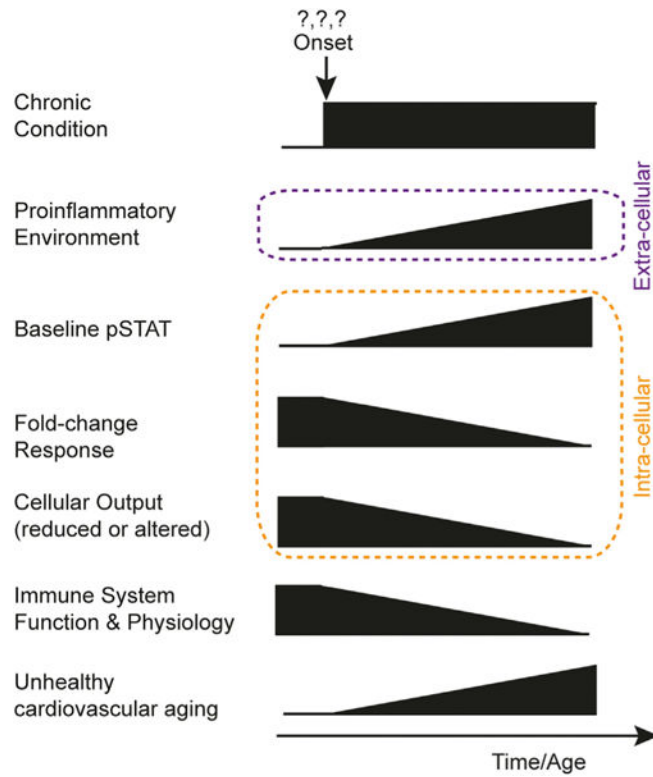 ?,?,?
Onset
Chronic
Condition
Proinflammatory
Environment
Extra-cellular
Baseline pSTAT
Fold-change
Response
Intra-cellular
Cellular Output
(reduced or altered)
Immune System
Function & Physiology
Unhealthy
cardiovascular aging
Time/Age